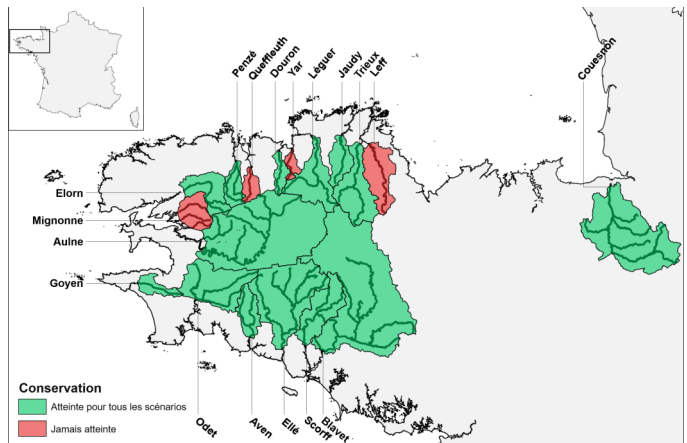 Penzé
Queffleuth
Douron
Yar
Léguer
Jaudy
Trieux
Leff
Couesnon
Elorn
Mignonne
Aulne
Goyen
Odet
Aven
Ellé
Scorff
Blavet
Conservation
Atteinte pour tous les scénarios
Jamais atteinte